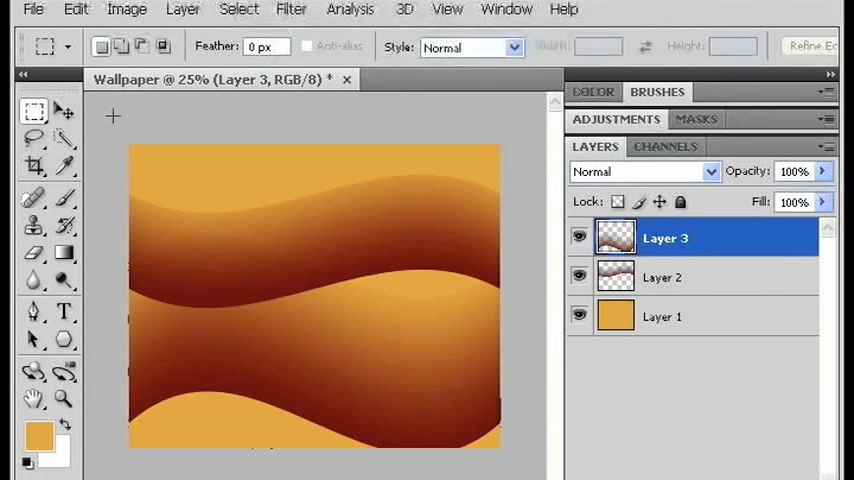 File Edit Image Layer Select Filter Analysis 3D View Window Help
Feather: 0 px Anti-alias Style: Normal Width: Height: Refine Ec
Wallpaper @ 25% (Layer 3, RGB/8) * ×
COLOR BRUSHES
ADJUSTMENTS MASKS
LAYERS CHANNELS
Normal Opacity: 100%
Lock: Fill: 100%
Layer 3
Layer 2
Layer 1